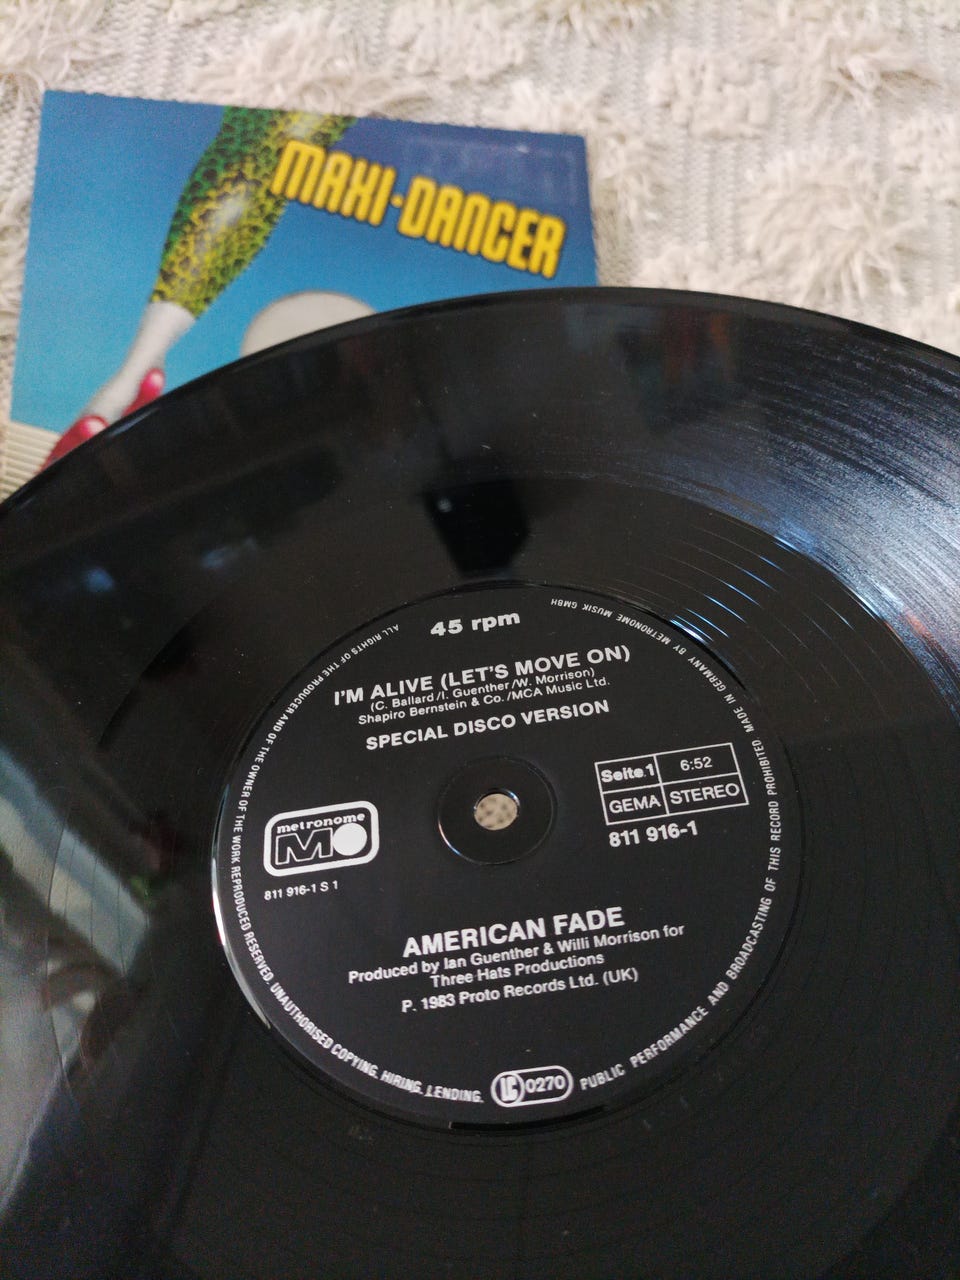 MAXI·DANCER
45 rpm
I'M ALIVE (LET'S MOVE ON)
(C. Ballard/I. Guenther/W. Morrison)
Shapiro Bernstein & Co./MCA Music Ltd.
SPECIAL DISCO VERSION
Seite 1 6:52
GEMA STEREO
811 916-1
metronome
M
811 916-1 S 1
AMERICAN FADE
Produced by Ian Guenther & Willi Morrison for
Three Hats Productions
P. 1983 Proto Records Ltd. (UK)
LC 0270
ALL RIGHTS OF THE PRODUCER AND OF THE OWNER OF THE WORK REPRODUCED RESERVED. UNAUTHORISED COPYING, HIRING, LENDING, PUBLIC PERFORMANCE AND BROADCASTING OF THIS RECORD PROHIBITED MADE IN GERMANY BY METRONOME MUSIK GMBH